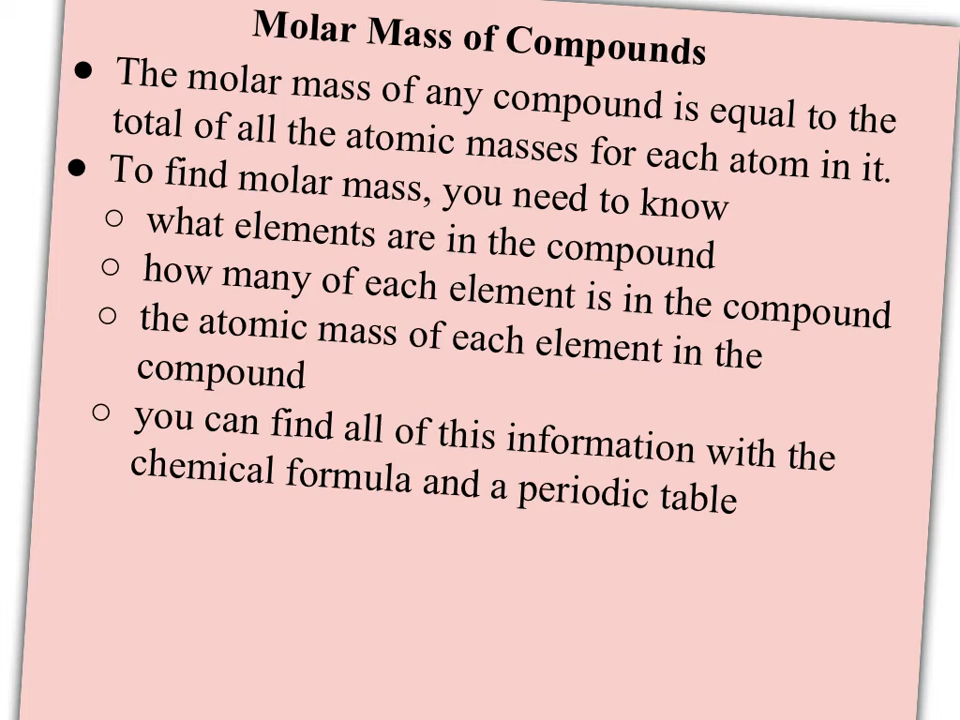 Molar Mass of Compounds
● The molar mass of any compound is equal to the
total of all the atomic masses for each atom in it.
● To find molar mass, you need to know
○ what elements are in the compound
○ how many of each element is in the compound
○ the atomic mass of each element in the
compound
○ you can find all of this information with the
chemical formula and a periodic table